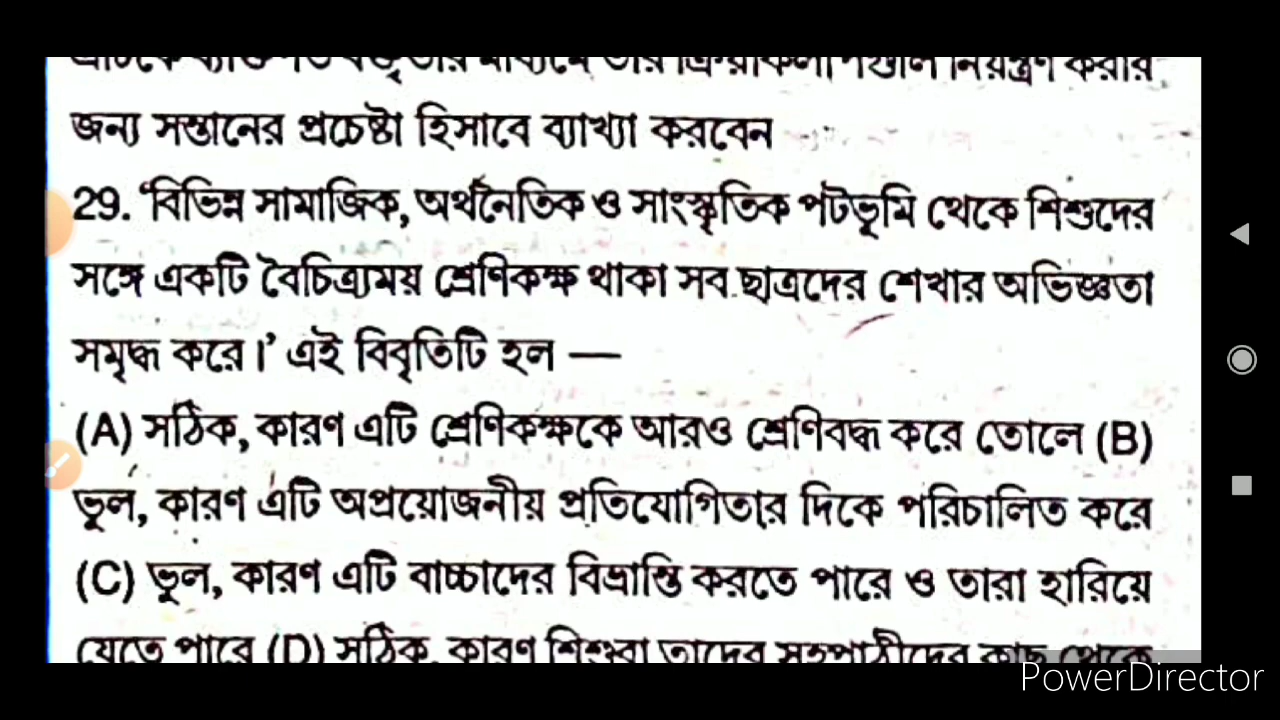 জন্য সন্তানের প্রচেষ্টা হিসাবে ব্যাখ্যা করবেন
29. ‘বিভিন্ন সামাজিক, অর্থনৈতিক ও সাংস্কৃতিক পটভূমি থেকে শিশুদের
সঙ্গে একটি বৈচিত্র্যময় শ্রেণিকক্ষ থাকা সব ছাত্রদের শেখার অভিজ্ঞতা
সমৃদ্ধ করে।’ এই বিবৃতিটি হল —
(A) সঠিক, কারণ এটি শ্রেণিকক্ষকে আরও শ্রেণিবদ্ধ করে তোলে (B)
ভুল, কারণ এটি অপ্রয়োজনীয় প্রতিযোগিতার দিকে পরিচালিত করে
(C) ভুল, কারণ এটি বাচ্চাদের বিভ্রান্তি করতে পারে ও তারা হারিয়ে
যেতে পারে (D) সঠিক, কারণ শিশুরা তাদের সহপাঠীদের কাছ থেকে
PowerDirector